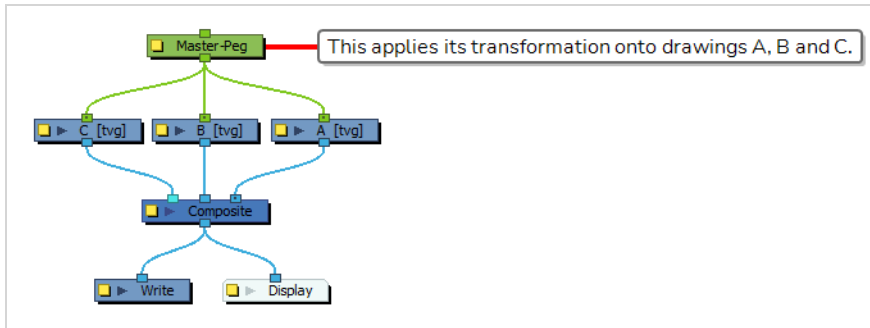 Master-Peg
This applies its transformation onto drawings A, B and C.
C [tvg]
B [tvg]
A [tvg]
Composite
Write
Display